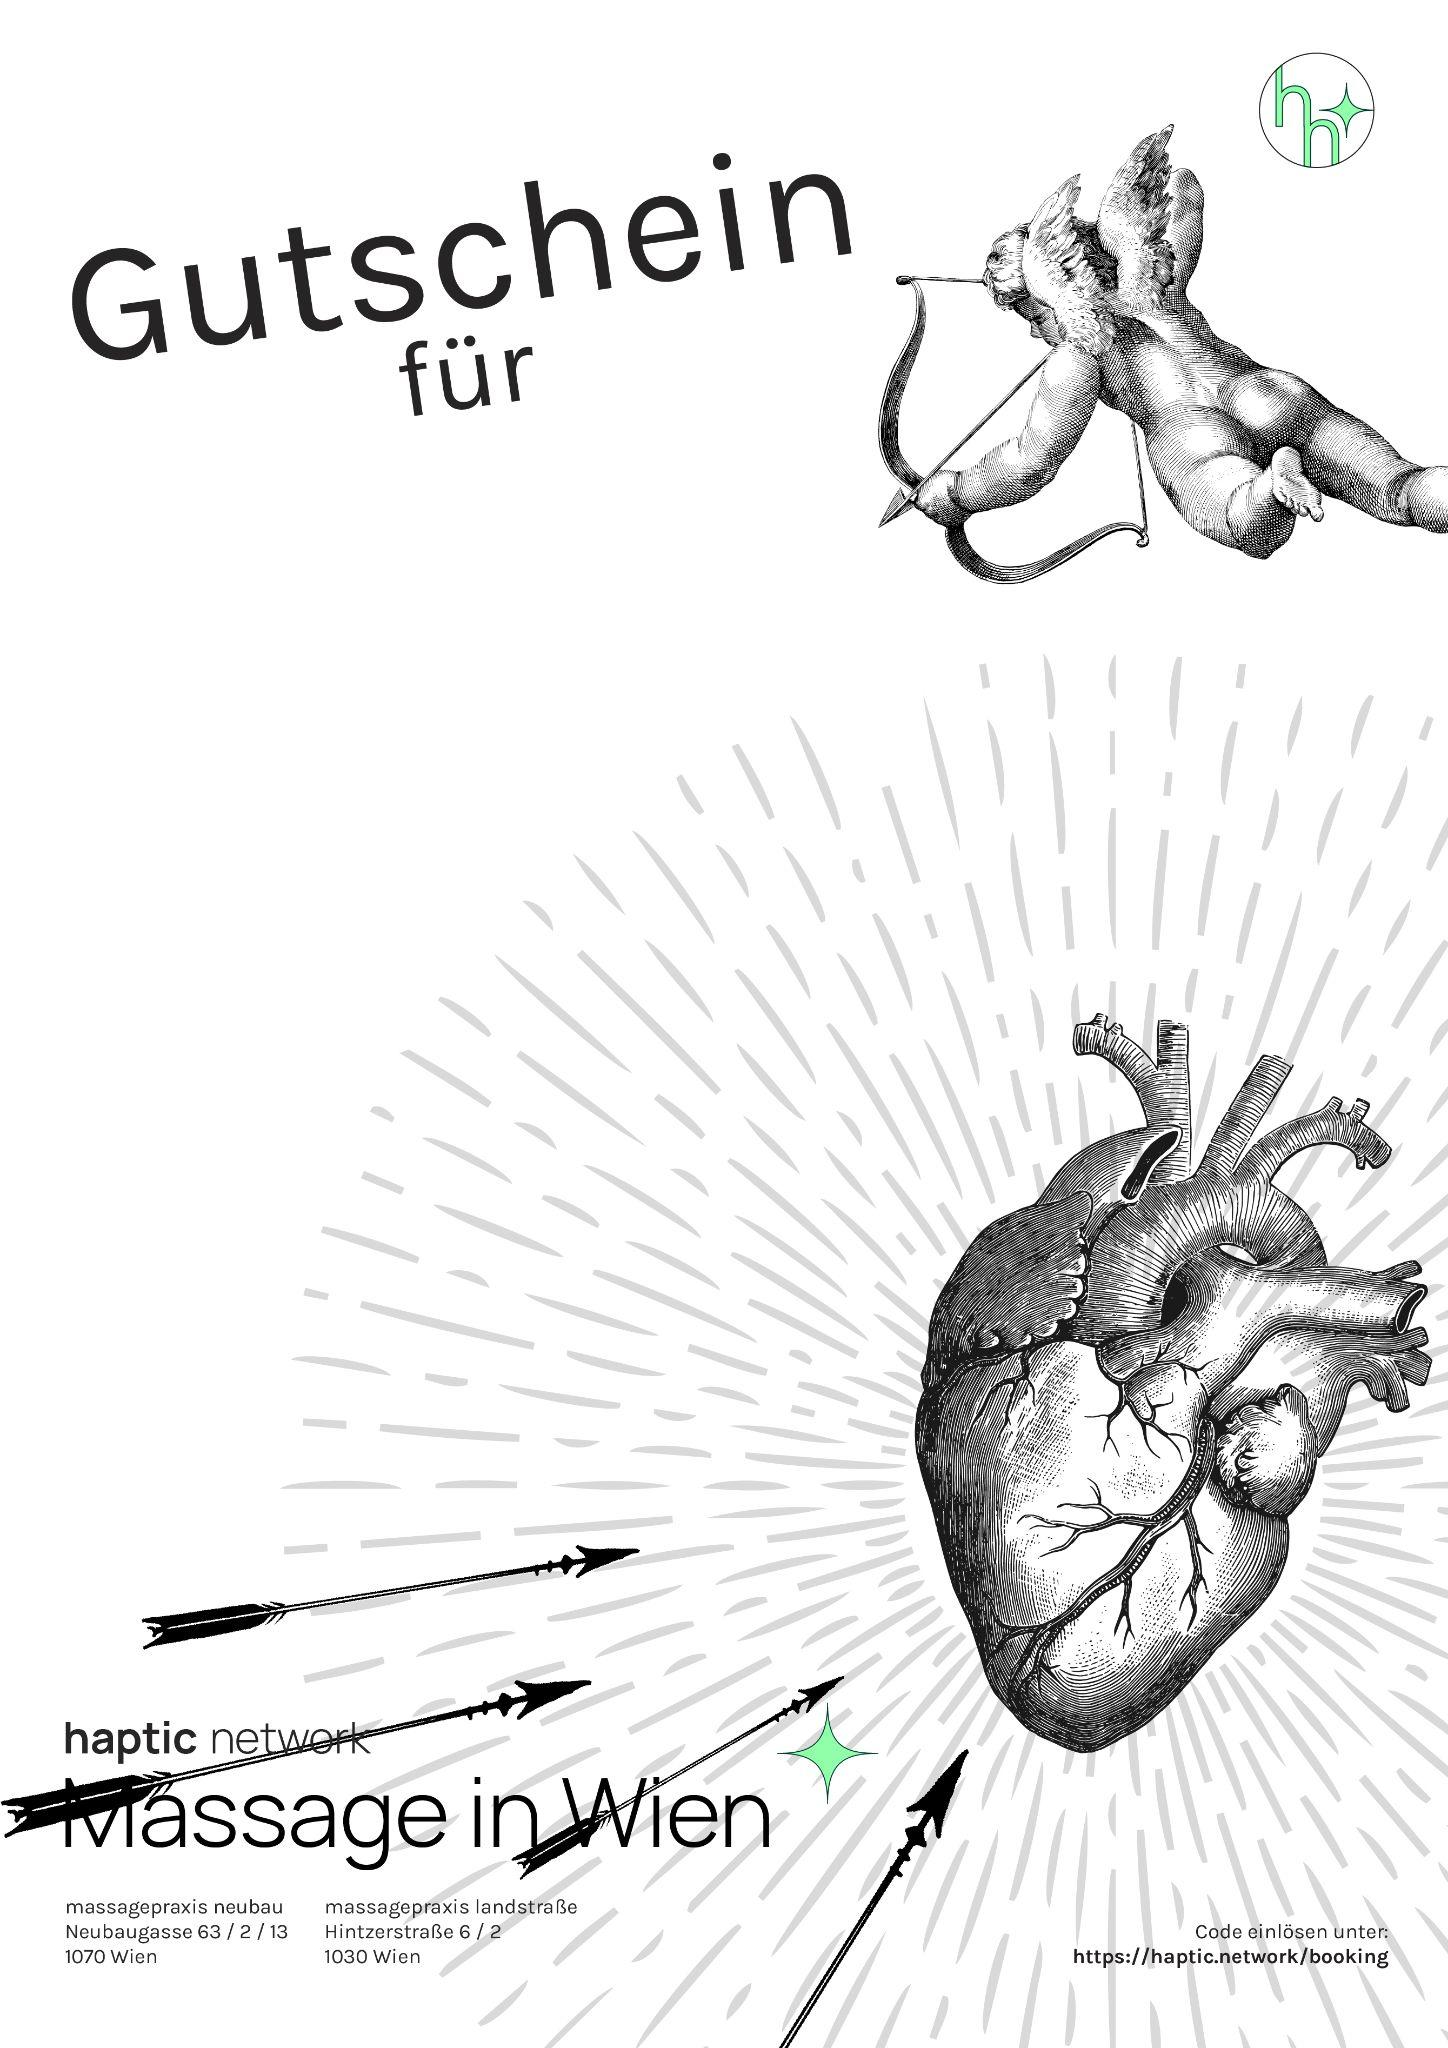 Gutschein
für
hh
haptic network
Massage in Wien
massagepraxis neubau
Neubaugasse 63 / 2 / 13
1070 Wien
massagepraxis landstraße
Hintzerstraße 6 / 2
1030 Wien
Code einlösen unter:
https://haptic.network/booking